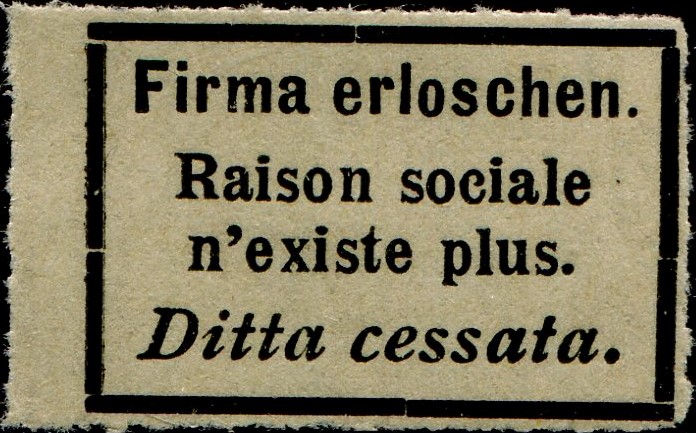 Firma erloschen.
Raison sociale
n'existe plus.
Ditta cessata.